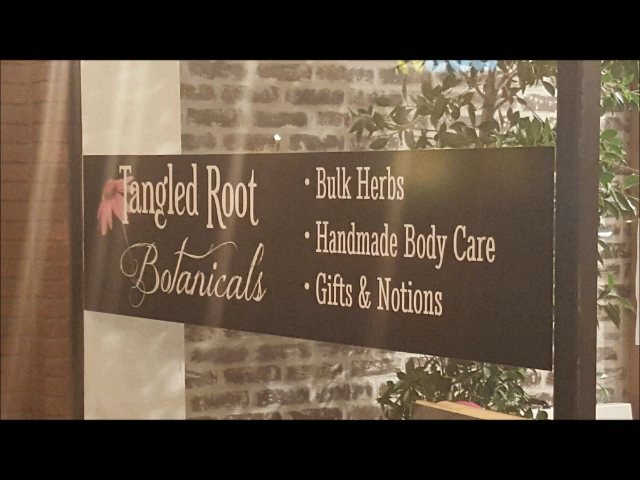 Tangled Root
Botanicals
• Bulk Herbs
• Handmade Body Care
• Gifts & Notions